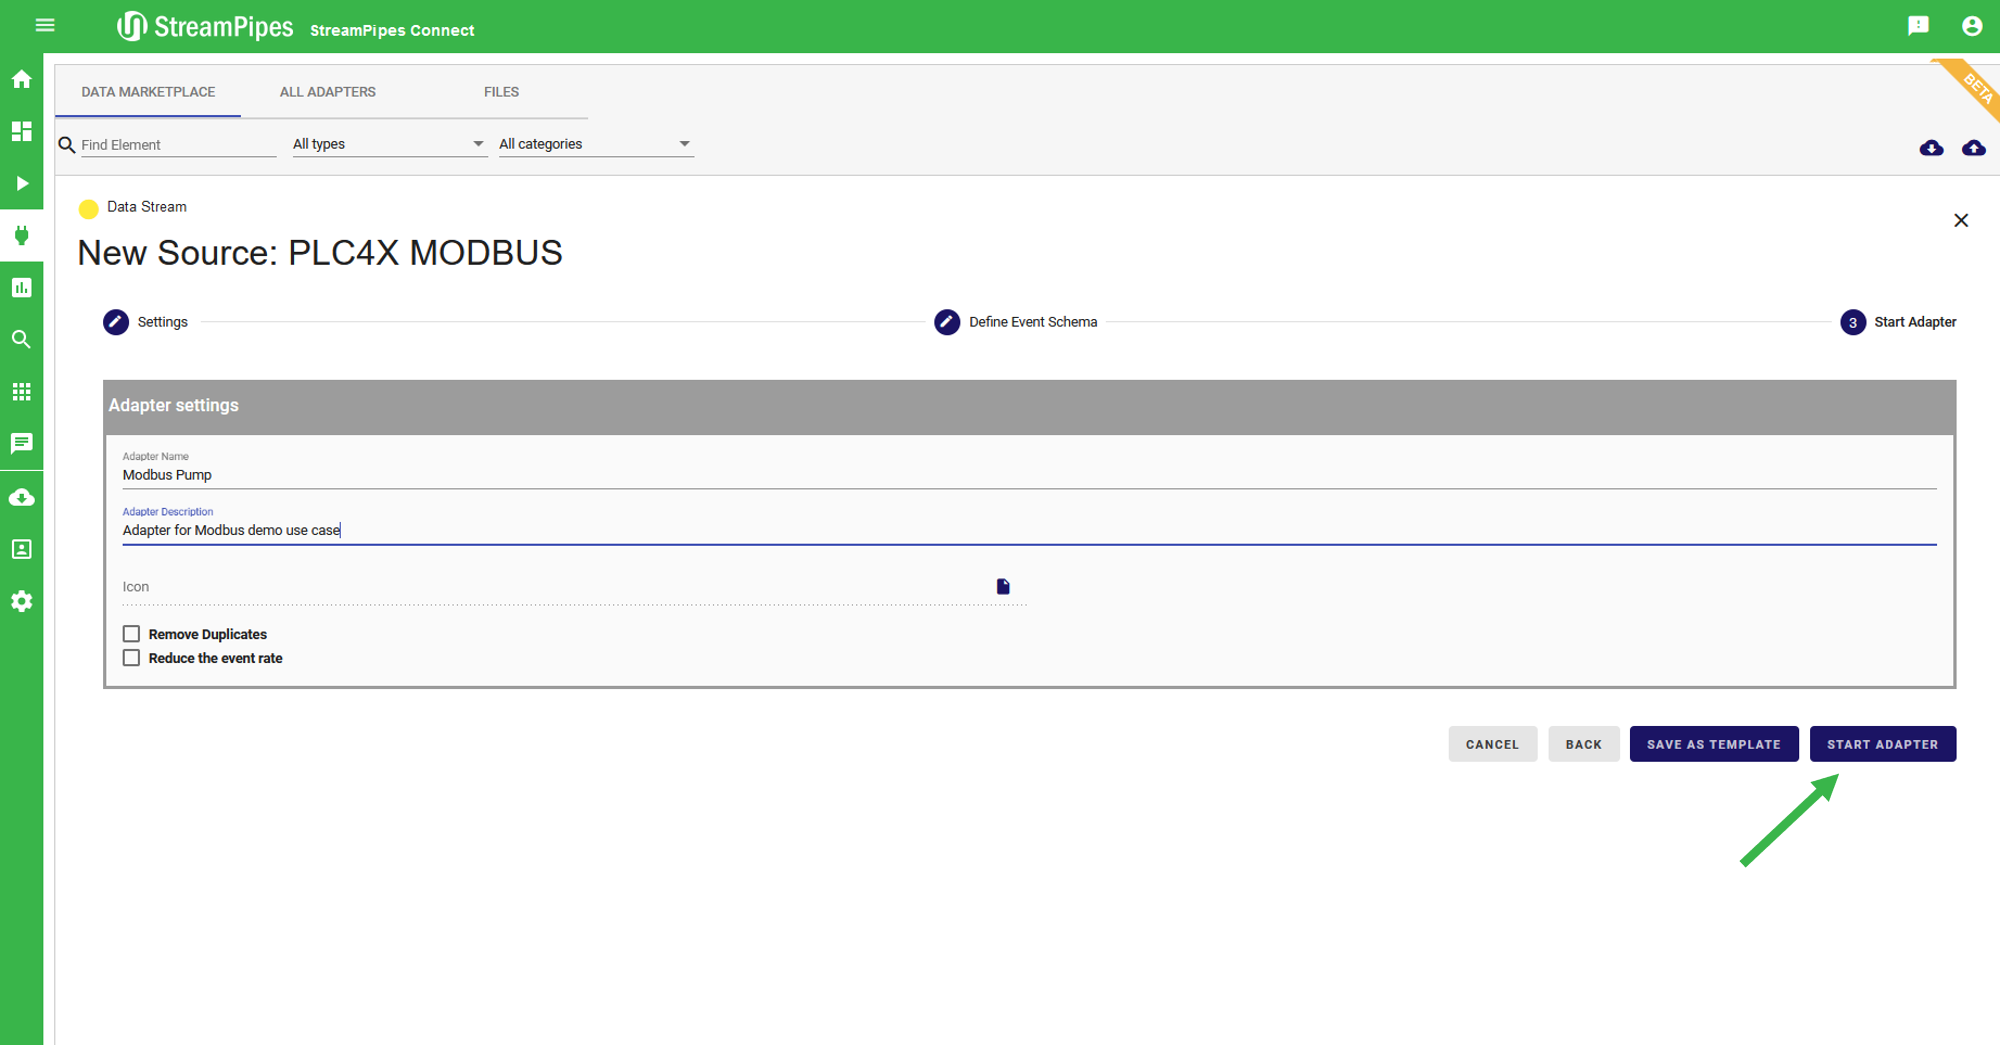 StreamPipes StreamPipes Connect
BETA
DATA MARKETPLACE ALL ADAPTERS FILES
Find Element All types All categories
Data Stream
New Source: PLC4X MODBUS
Settings Define Event Schema 3 Start Adapter
Adapter settings
Adapter Name
Modbus Pump
Adapter Description
Adapter for Modbus demo use case
Icon
Remove Duplicates
Reduce the event rate
CANCEL BACK SAVE AS TEMPLATE START ADAPTER